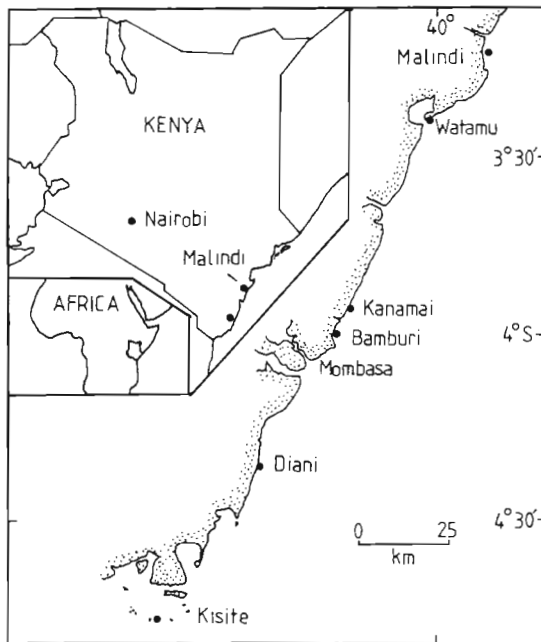 40°
Malindi
Watamu
3°30'
KENYA
Nairobi
Malindi
AFRICA
Kanamai
Bamburi
4°S
Mombasa
Diani
4°30'
0 25
km
Kisite